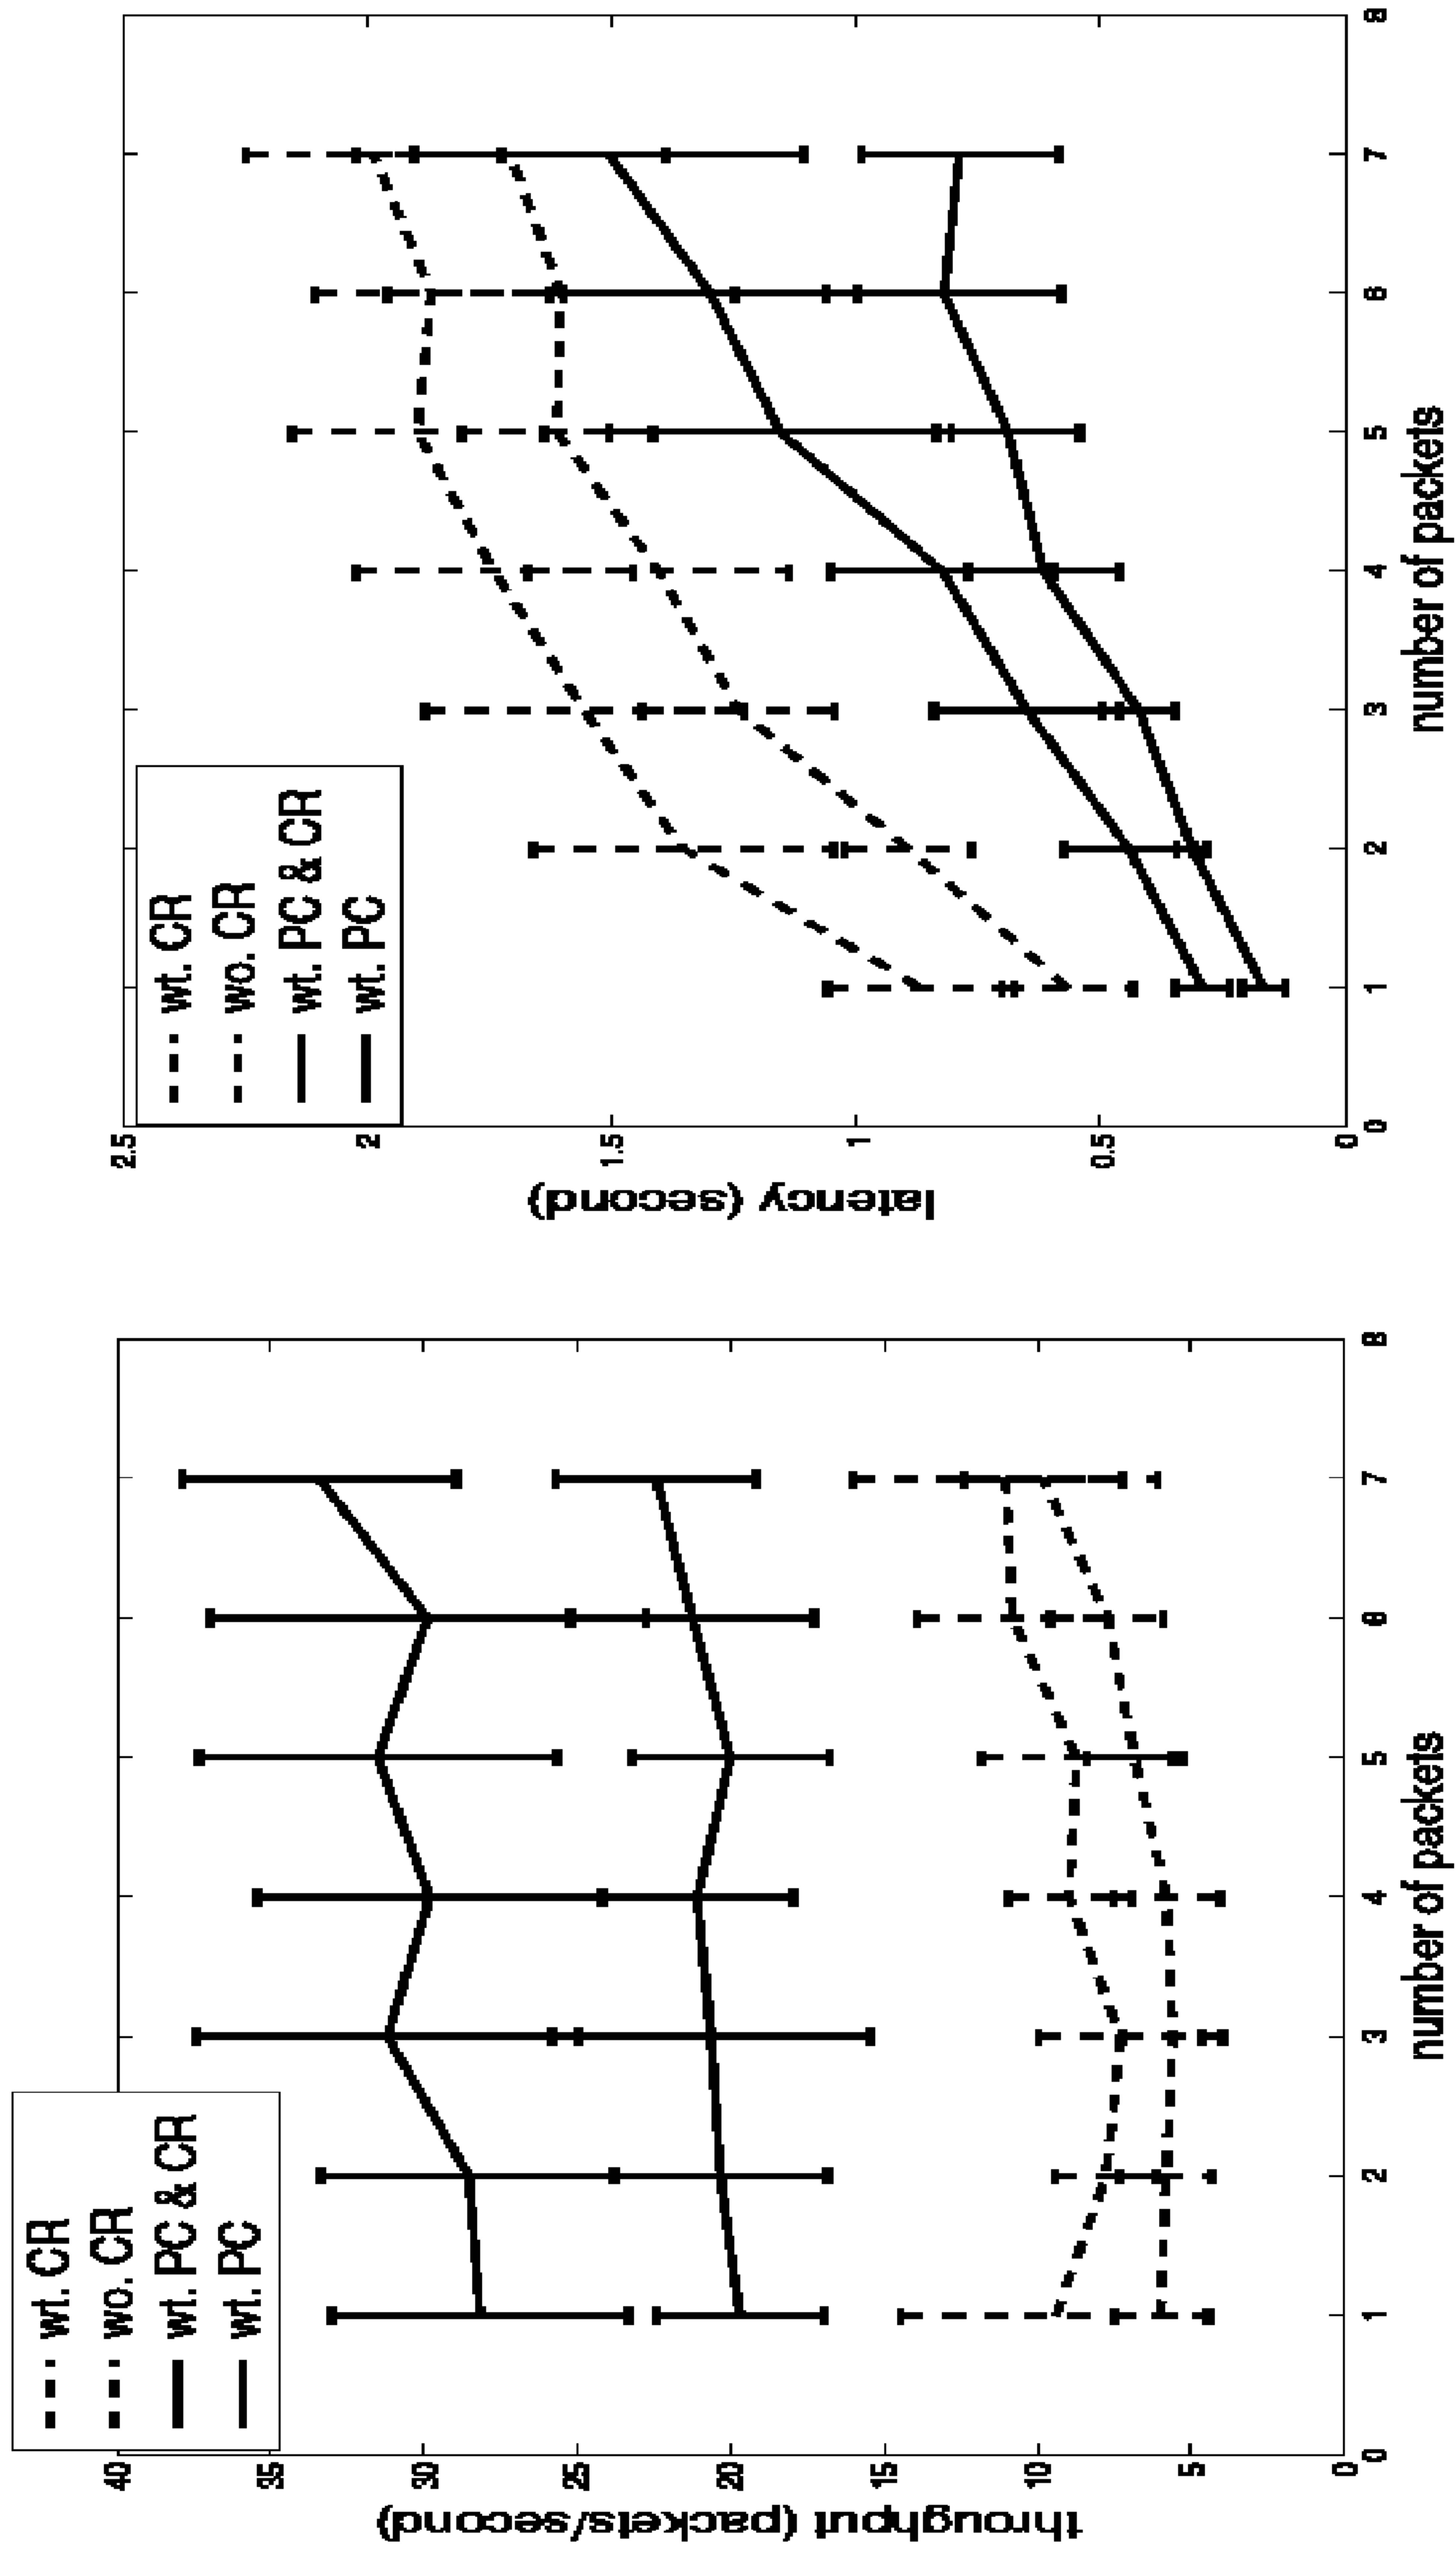 wt. CR
wo. CR
wt. PC & CR
wt. PC
throughput (packets/second)
40
35
30
25
20
15
10
5
0
0 1 2 3 4 5 6 7 8
number of packets
wt. CR
wo. CR
wt. PC & CR
wt. PC
latency (second)
2.5
2
1.5
1
0.5
0
0 1 2 3 4 5 6 7 8
number of packets